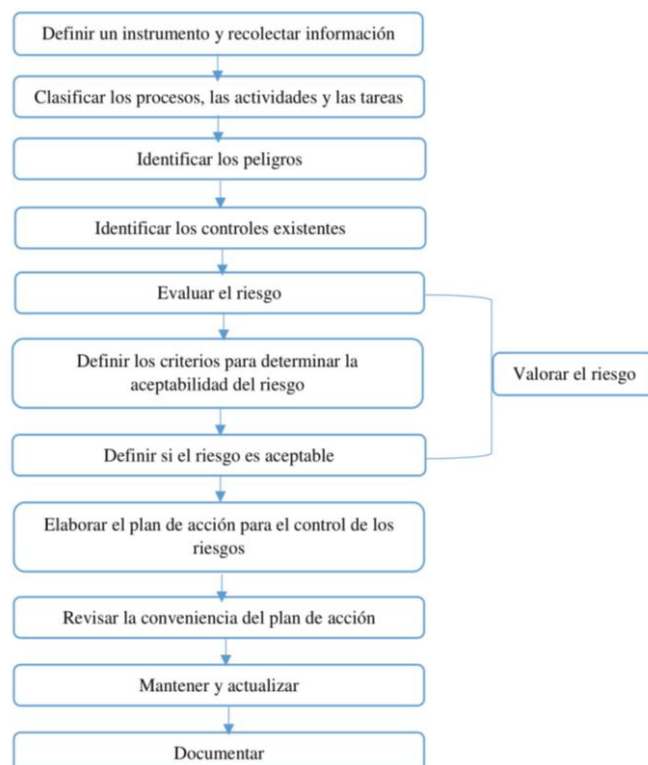 Definir un instrumento y recolectar información
Clasificar los procesos, las actividades y las tareas
Identificar los peligros
Identificar los controles existentes
Evaluar el riesgo
Definir los criterios para determinar la
aceptabilidad del riesgo
Valorar el riesgo
Definir si el riesgo es aceptable
Elaborar el plan de acción para el control de los
riesgos
Revisar la conveniencia del plan de acción
Mantener y actualizar
Documentar